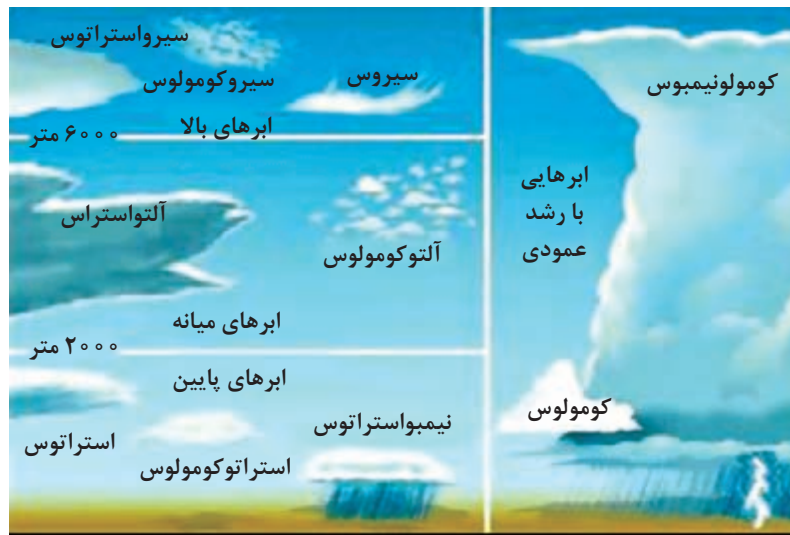 سیرواستراتوس
سیروکومولوس
سیروس
کومولونیمبوس
ابرهای بالا
۶۰۰۰ متر
ابرهایی
با رشد
عمودی
آلتواستراس
آلتوکومولوس
ابرهای میانه
۲۰۰۰ متر
ابرهای پایین
کومولوس
نیمبواستراتوس
استراتوس
استراتوکومولوس